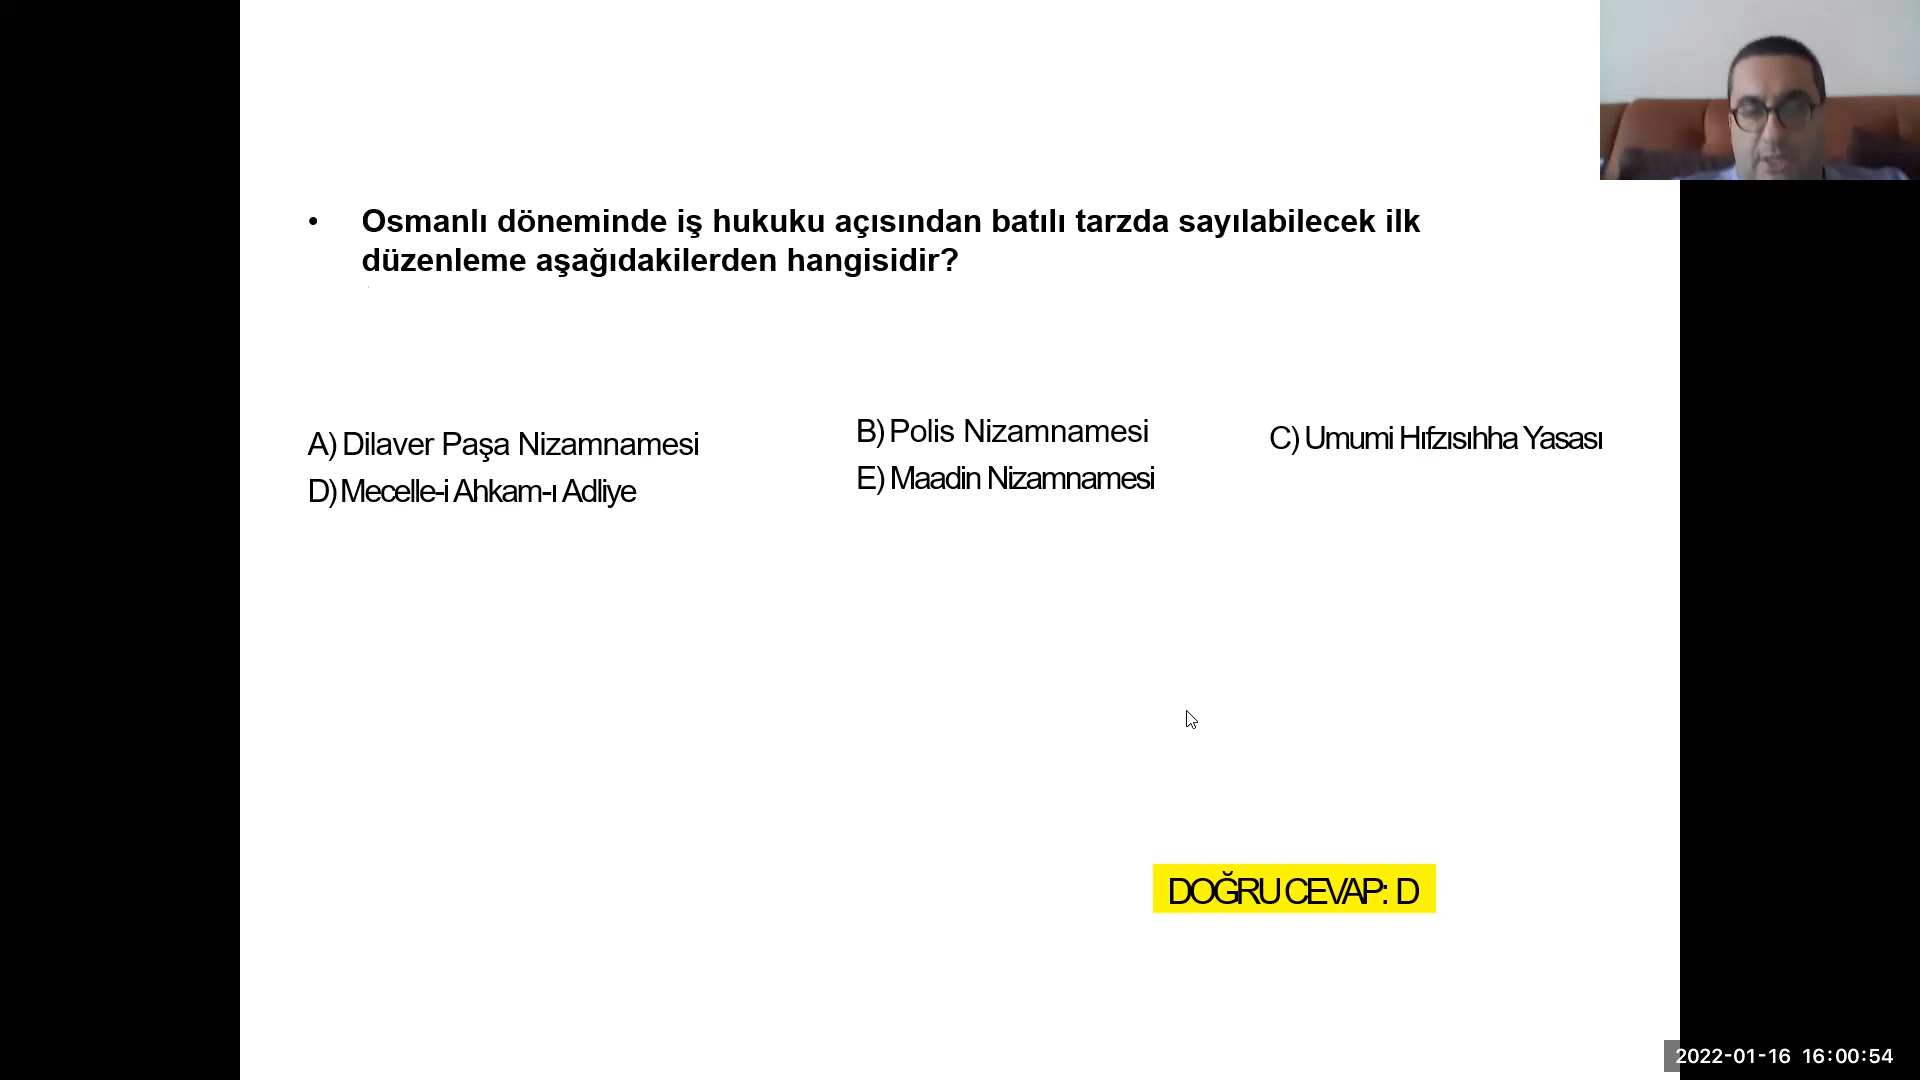 • Osmanlı döneminde iş hukuku açısından batılı tarzda sayılabilecek ilk
düzenleme aşağıdakilerden hangisidir?
A) Dilaver Paşa Nizamnamesi
B) Polis Nizamnamesi
C) Umumi Hıfzısıhha Yasası
D) Mecelle-i Ahkam-ı Adliye
E) Maadin Nizamnamesi
DOĞRU CEVAP: D
2022-01-16 16:00:54